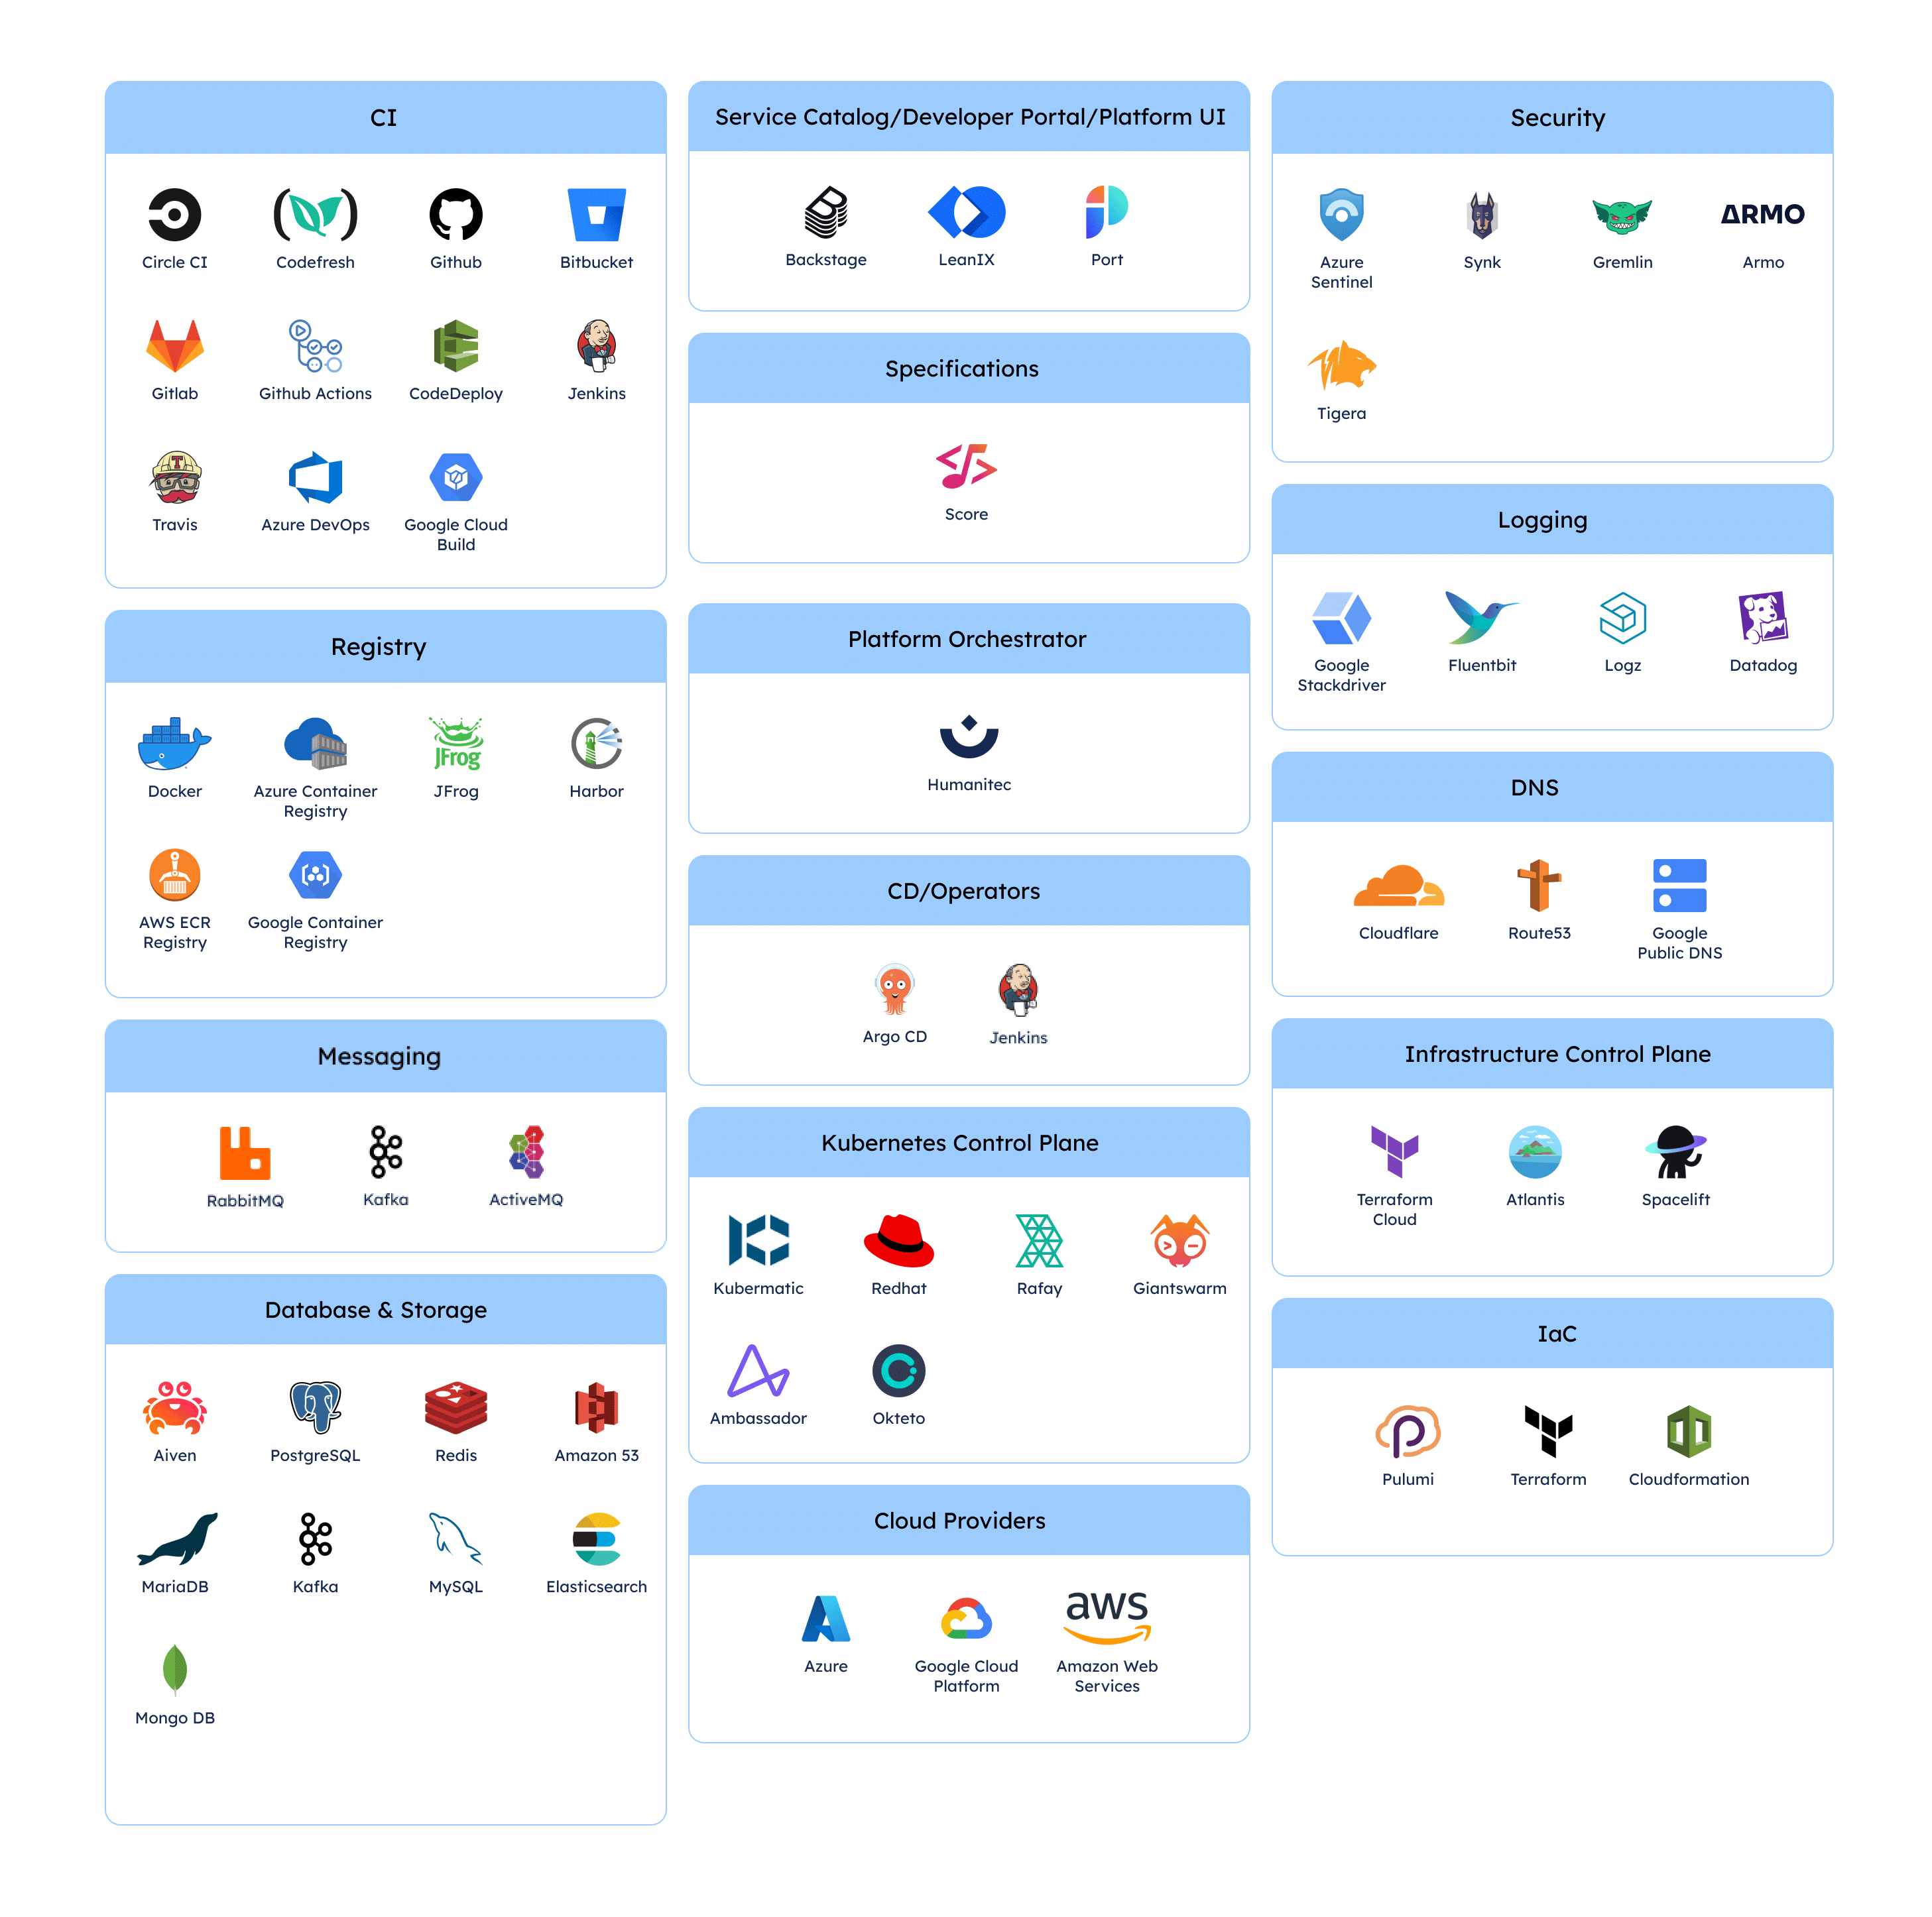 CI
Circle CI
Codefresh
Github
Bitbucket
Gitlab
Github Actions
CodeDeploy
Jenkins
Travis
Azure DevOps
Google Cloud
Build
Registry
Docker
Azure Container
Registry
JFrog
JFrog
Harbor
AWS ECR
Registry
Google Container
Registry
Messaging
RabbitMQ
Kafka
ActiveMQ
Database & Storage
Aiven
PostgreSQL
Redis
Amazon 53
MariaDB
Kafka
MySQL
Elasticsearch
Mongo DB
Service Catalog/Developer Portal/Platform UI
Backstage
LeanIX
Port
Specifications
Score
Platform Orchestrator
Humanitec
CD/Operators
Argo CD
Jenkins
Kubernetes Control Plane
Kubermatic
Redhat
Rafay
Giantswarm
Ambassador
Okteto
Cloud Providers
Azure
Google Cloud
Platform
aws
Amazon Web
Services
Security
Azure
Sentinel
Synk
Gremlin
ARMO
Armo
Tigera
Logging
Google
Stackdriver
Fluentbit
Logz
Datadog
DNS
Cloudflare
Route53
Google
Public DNS
Infrastructure Control Plane
Terraform
Cloud
Atlantis
Spacelift
IaC
Pulumi
Terraform
Cloudformation